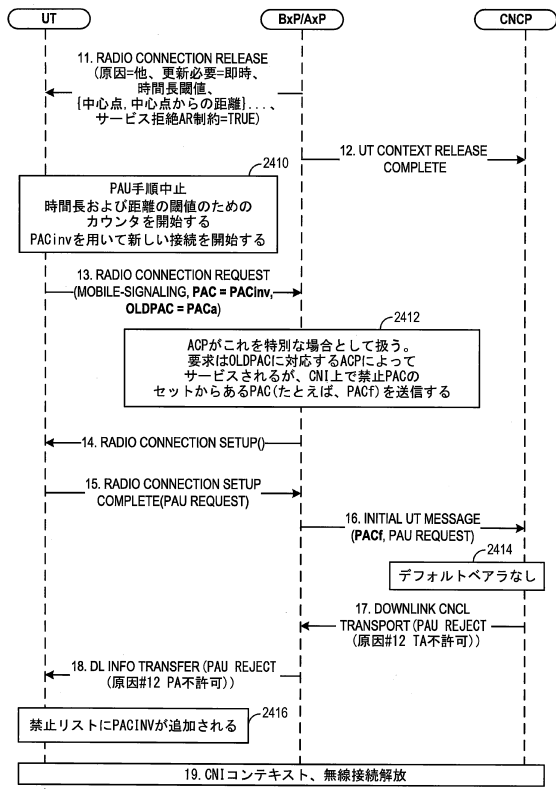 UT
BxP/AxP
CNCP
11. RADIO CONNECTION RELEASE
(原因=他、更新必要=即時、
時間長閾値、
{中心点,中心点からの距離}...、
サービス拒絶AR制約=TRUE)
12. UT CONTEXT RELEASE
COMPLETE
2410
PAU手順中止
時間長および距離の閾値のための
カウンタを開始する
PACinvを用いて新しい接続を開始する
13. RADIO CONNECTION REQUEST
(MOBILE-SIGNALING, PAC = PACinv,
OLDPAC = PACa)
2412
ACPがこれを特別な場合として扱う。
要求はOLDPACに対応するACPによって
サービスされるが、CNI上で禁止PACの
セットからあるPAC(たとえば、PACf)を送信する
14. RADIO CONNECTION SETUP()
15. RADIO CONNECTION SETUP
COMPLETE(PAU REQUEST)
16. INITIAL UT MESSAGE
(PACf, PAU REQUEST)
2414
デフォルトベアラなし
17. DOWNLINK CNCL
TRANSPORT(PAU REJECT
(原因#12 TA不許可))
18. DL INFO TRANSFER (PAU REJECT
(原因#12 PA不許可))
2416
禁止リストにPACINVが追加される
19. CNIコンテキスト、無線接続解放